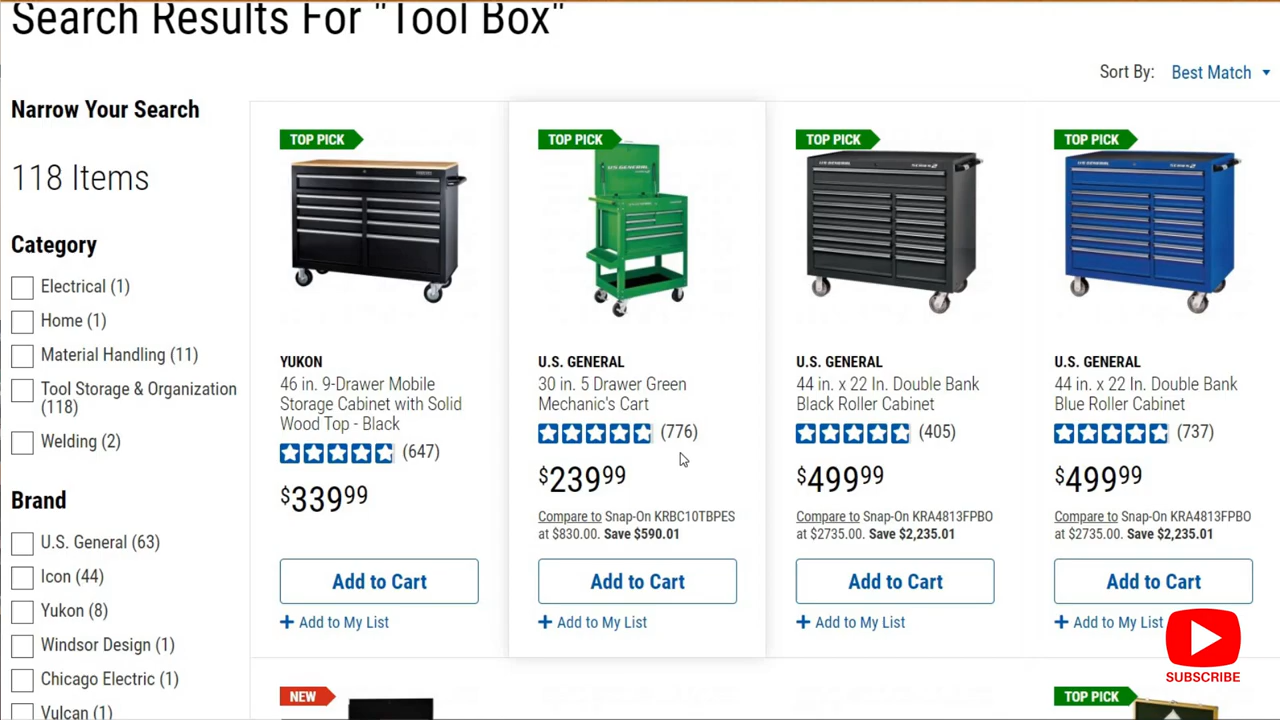 Search Results For "Tool Box"
Sort By: Best Match
Narrow Your Search
118 Items
Category
Electrical (1)
Home (1)
Material Handling (11)
Tool Storage & Organization
(118)
Welding (2)
Brand
U.S. General (63)
Icon (44)
Yukon (8)
Windsor Design (1)
Chicago Electric (1)
Vulcan (1)
TOP PICK
YUKON
46 in. 9-Drawer Mobile
Storage Cabinet with Solid
Wood Top - Black
(647)
$339 99
Add to Cart
+ Add to My List
TOP PICK
U.S. GENERAL
U.S. GENERAL
30 in. 5 Drawer Green
Mechanic's Cart
(776)
$239 99
Compare to Snap-On KRBC10TBPES
at $830.00. Save $590.01
Add to Cart
+ Add to My List
TOP PICK
U.S. GENERAL
U.S. GENERAL
44 in. x 22 In. Double Bank
Black Roller Cabinet
(405)
$499 99
Compare to Snap-On KRA4813FPBO
at $2735.00. Save $2,235.01
Add to Cart
+ Add to My List
TOP PICK
U.S. GENERAL
U.S. GENERAL
44 in. x 22 In. Double Bank
Blue Roller Cabinet
(737)
$499 99
Compare to Snap-On KRA4813FPBO
at $2735.00. Save $2,235.01
Add to Cart
+ Add to My List
SUBSCRIBE
NEW
TOP PICK